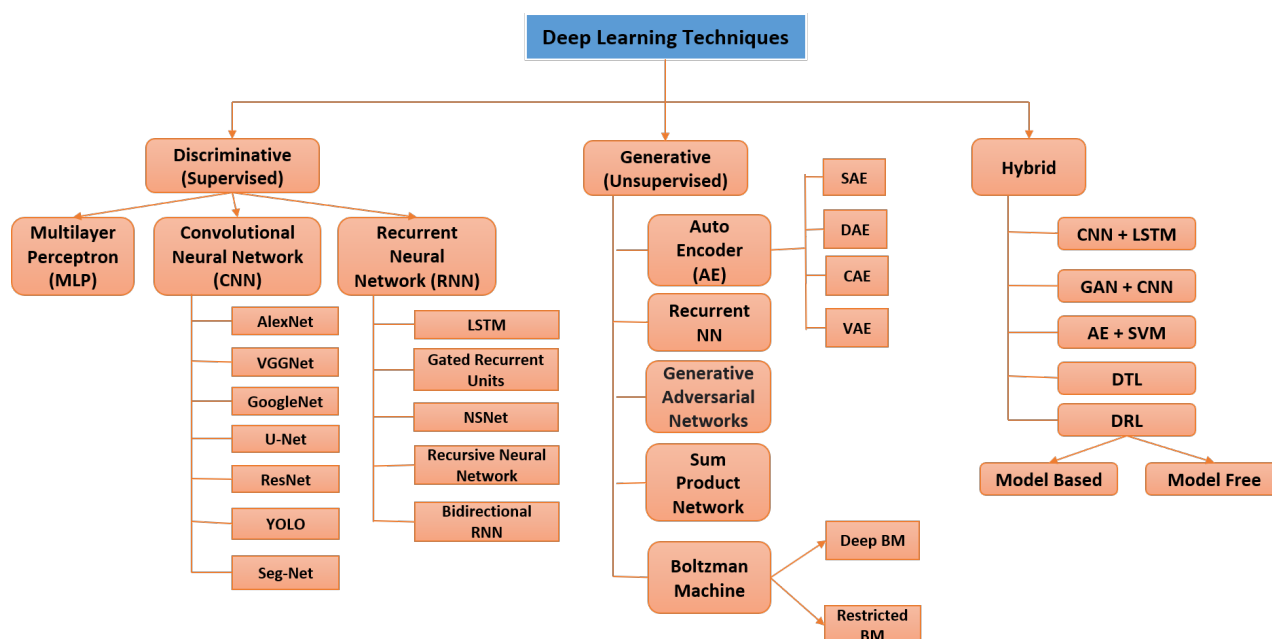 Deep Learning Techniques
Discriminative
(Supervised)
Multilayer
Perceptron
(MLP)
Convolutional
Neural Network
(CNN)
AlexNet
VGGNet
GoogleNet
U-Net
ResNet
YOLO
Seg-Net
Recurrent
Neural
Network (RNN)
LSTM
Gated Recurrent
Units
NSNet
Recursive Neural
Network
Bidirectional
RNN
Generative
(Unsupervised)
Auto
Encoder
(AE)
SAE
DAE
CAE
VAE
Recurrent
NN
Generative
Adversarial
Networks
Sum
Product
Network
Boltzman
Machine
Deep BM
Restricted
BM
Hybrid
CNN + LSTM
GAN + CNN
AE + SVM
DTL
DRL
Model Based
Model Free